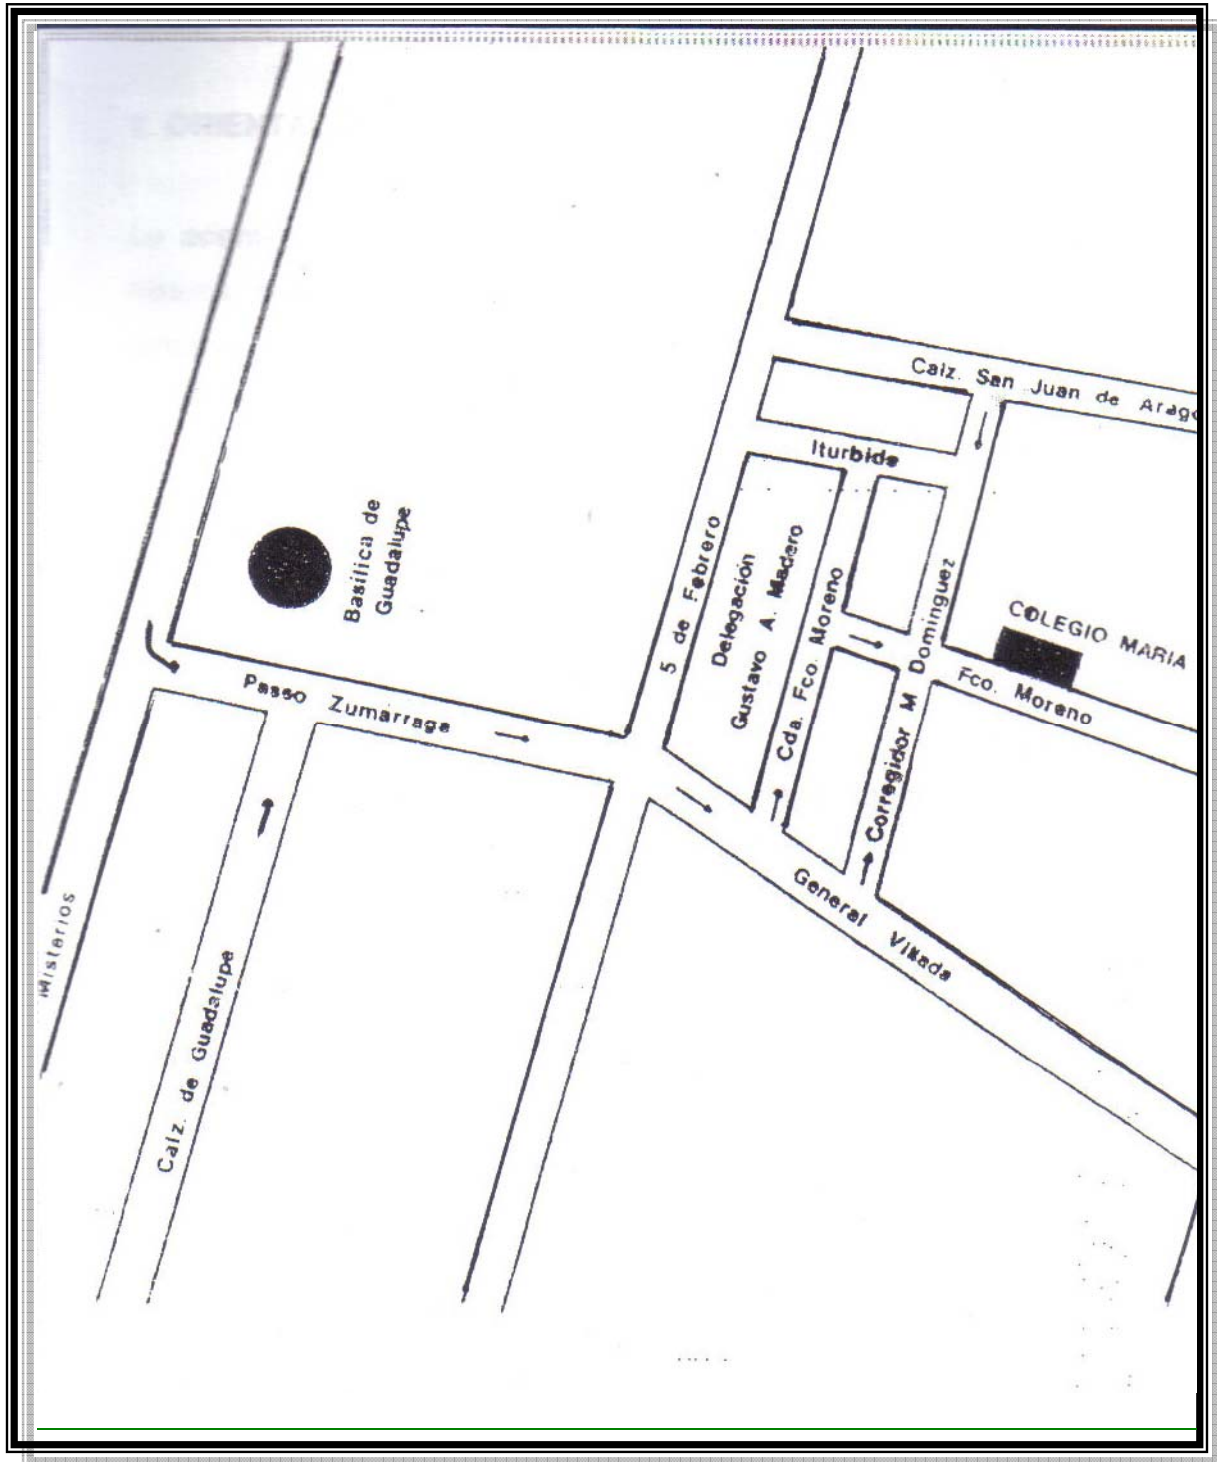 Calz. San Juan de Arago
Iturbide
Basilica de
Guadalupe
5 de Febrero
Delegación
Gustavo A. Madero
Cda. Fco. Moreno
Corregidor M Dominguez
COLEGIO MARIA
Fco. Moreno
Paseo Zumarraga
General Villada
Misterios
Calz. de Guadalupe